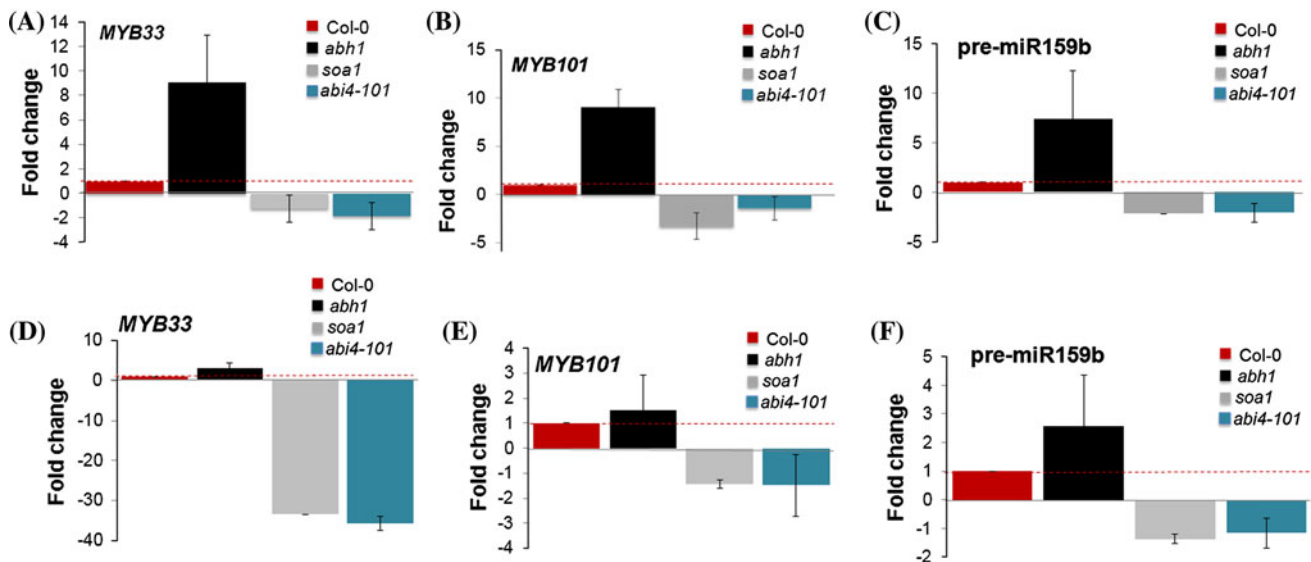 (A)
MYB33
Col-0
abh1
soa1
abi4-101
Fold change
14
12
10
8
6
4
2
0
-2
-4
(B)
MYB101
Col-0
abh1
soa1
abi4-101
Fold change
15
10
5
0
-5
(C)
pre-miR159b
Col-0
abh1
soa1
abi4-101
Fold change
15
10
5
0
-5
(D)
MYB33
Col-0
abh1
soa1
abi4-101
Fold change
10
0
-10
-20
-30
-40
(E)
MYB101
Col-0
abh1
soa1
abi4-101
Fold change
4
3
2
1
0
-1
-2
-3
-4
(F)
pre-miR159b
Col-0
abh1
soa1
abi4-101
Fold change
5
4
3
2
1
0
-1
-2